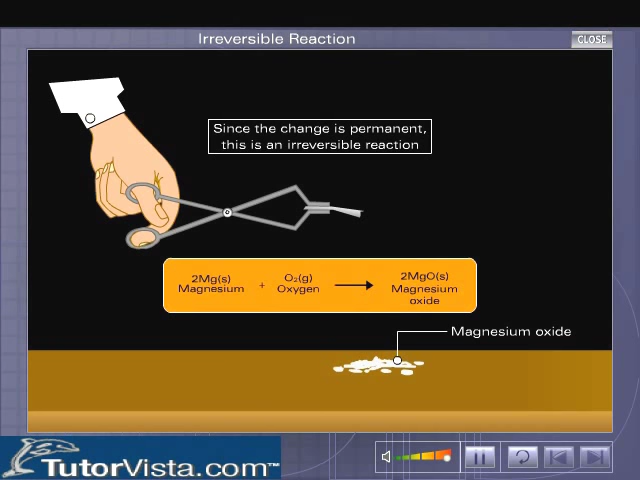 Irreversible Reaction
CLOSE
Since the change is permanent,
this is an irreversible reaction
2Mg(s) + O₂(g) 2MgO(s)
Magnesium Oxygen Magnesium
oxide
Magnesium oxide
TutorVista.com™